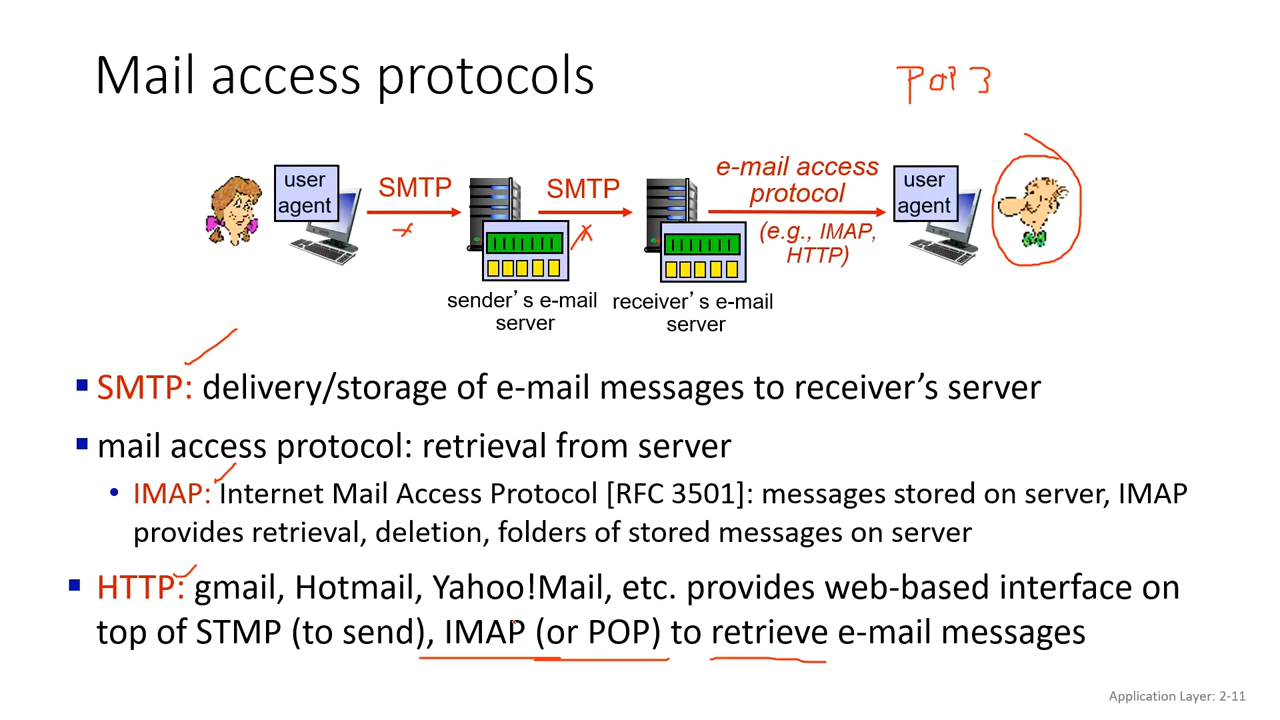 Mail access protocols
POP 3
user
agent
SMTP
SMTP
e-mail access
protocol
(e.g., IMAP,
HTTP)
user
agent
sender's e-mail
server
receiver's e-mail
server
SMTP: delivery/storage of e-mail messages to receiver's server
mail access protocol: retrieval from server
IMAP: Internet Mail Access Protocol [RFC 3501]: messages stored on server, IMAP
provides retrieval, deletion, folders of stored messages on server
HTTP: gmail, Hotmail, Yahoo!Mail, etc. provides web-based interface on
top of STMP (to send), IMAP (or POP) to retrieve e-mail messages
Application Layer: 2-11